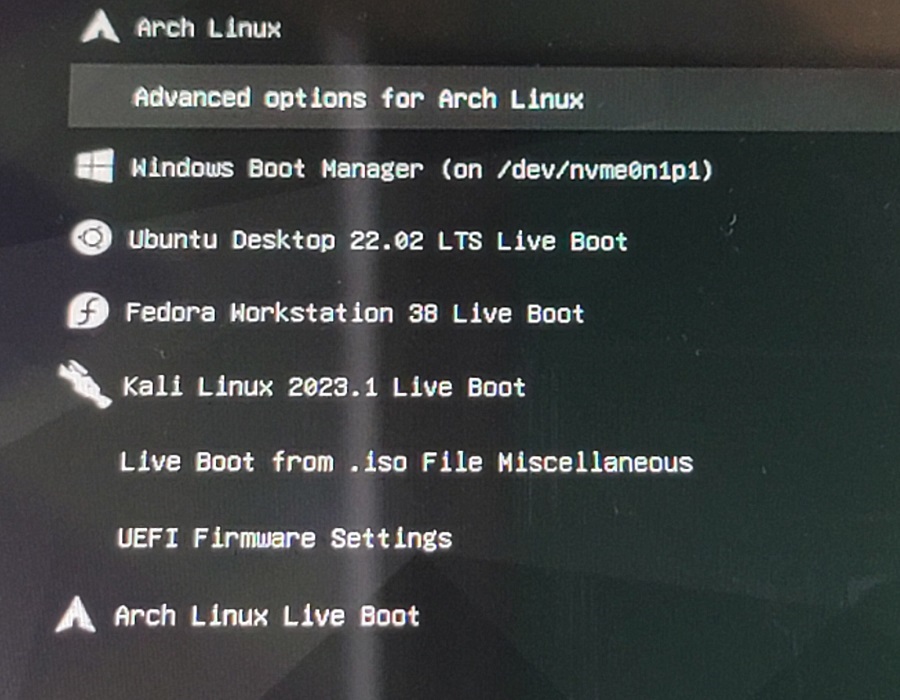 Arch Linux
Advanced options for Arch Linux
Windows Boot Manager (on /dev/nvme0n1p1)
Ubuntu Desktop 22.02 LTS Live Boot
Fedora Workstation 38 Live Boot
Kali Linux 2023.1 Live Boot
Live Boot from .iso File Miscellaneous
UEFI Firmware Settings
Arch Linux Live Boot